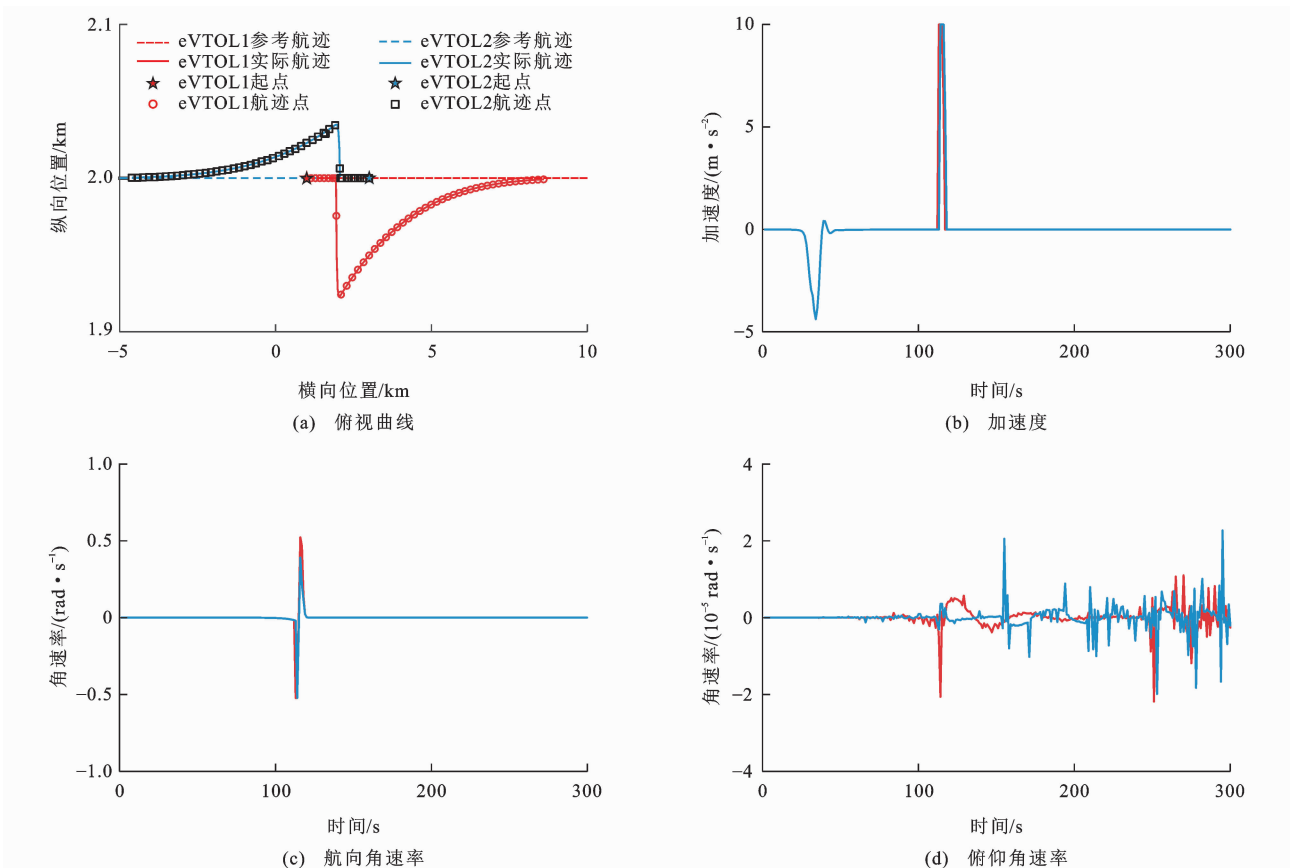 2.1
eVTOL1参考航迹
eVTOL2参考航迹
eVTOL1实际航迹
eVTOL2实际航迹
eVTOL1起点
eVTOL2起点
eVTOL1航迹点
eVTOL2航迹点
纵向位置/km
2.0
1.9
−5
0
5
10
横向位置/km
(a) 俯视曲线
10
5
0
−5
加速度/(m·s⁻²)
0
100
200
300
时间/s
(b) 加速度
1.0
0.5
0
−0.5
−1.0
角速率/(rad·s⁻¹)
0
100
200
300
时间/s
(c) 航向角速率
4
2
0
−2
−4
角速率/(10⁻⁵ rad·s⁻¹)
0
100
200
300
时间/s
(d) 俯仰角速率